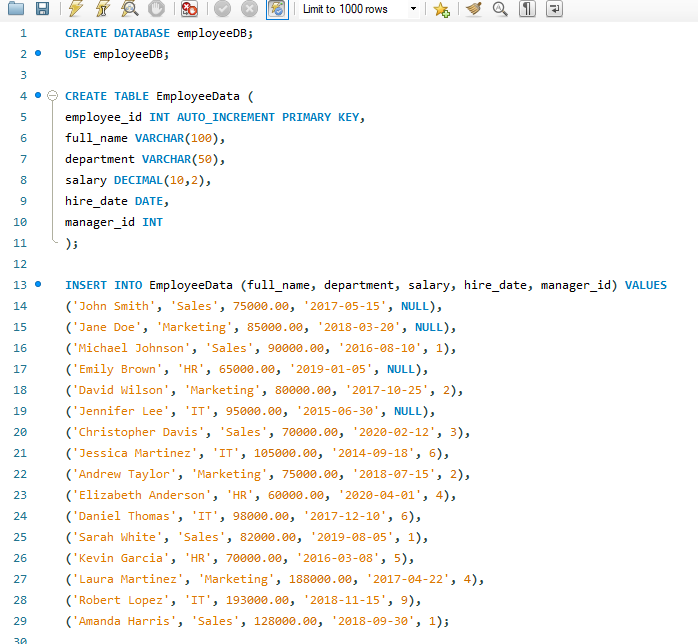 Limit to 1000 rows
1 CREATE DATABASE employeeDB;
2 USE employeeDB;
3
4 CREATE TABLE EmployeeData (
5 employee_id INT AUTO_INCREMENT PRIMARY KEY,
6 full_name VARCHAR(100),
7 department VARCHAR(50),
8 salary DECIMAL(10,2),
9 hire_date DATE,
10 manager_id INT
11 );
12
13 INSERT INTO EmployeeData (full_name, department, salary, hire_date, manager_id) VALUES
14 ('John Smith', 'Sales', 75000.00, '2017-05-15', NULL),
15 ('Jane Doe', 'Marketing', 85000.00, '2018-03-20', NULL),
16 ('Michael Johnson', 'Sales', 90000.00, '2016-08-10', 1),
17 ('Emily Brown', 'HR', 65000.00, '2019-01-05', NULL),
18 ('David Wilson', 'Marketing', 80000.00, '2017-10-25', 2),
19 ('Jennifer Lee', 'IT', 95000.00, '2015-06-30', NULL),
20 ('Christopher Davis', 'Sales', 70000.00, '2020-02-12', 3),
21 ('Jessica Martinez', 'IT', 105000.00, '2014-09-18', 6),
22 ('Andrew Taylor', 'Marketing', 75000.00, '2018-07-15', 2),
23 ('Elizabeth Anderson', 'HR', 60000.00, '2020-04-01', 4),
24 ('Daniel Thomas', 'IT', 98000.00, '2017-12-10', 6),
25 ('Sarah White', 'Sales', 82000.00, '2019-08-05', 1),
26 ('Kevin Garcia', 'HR', 70000.00, '2016-03-08', 5),
27 ('Laura Martinez', 'Marketing', 188000.00, '2017-04-22', 4),
28 ('Robert Lopez', 'IT', 193000.00, '2018-11-15', 9),
29 ('Amanda Harris', 'Sales', 128000.00, '2018-09-30', 1);
30